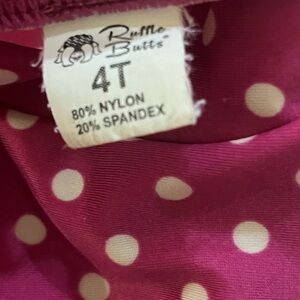 Ruffle
Butts
4T
80% NYLON
20% SPANDEX